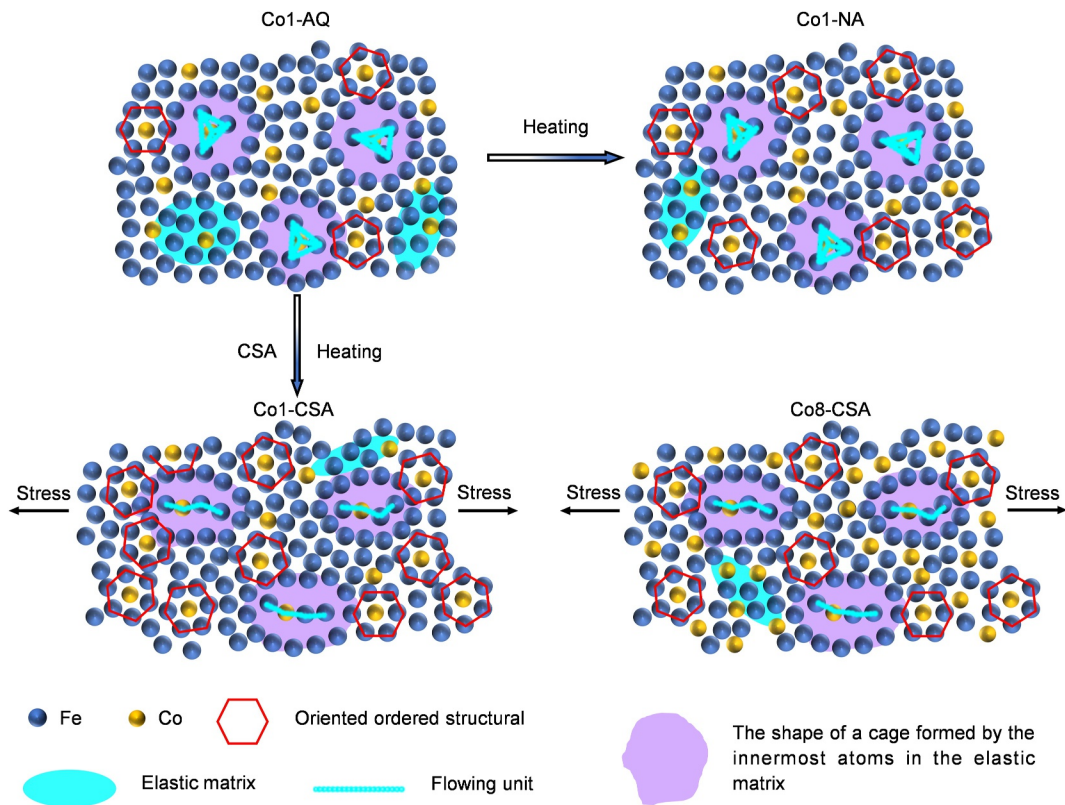 Co1-AQ
Co1-NA
Heating
CSA
Heating
Co1-CSA
Co8-CSA
Stress
Stress
Stress
Stress
Fe
Co
Oriented ordered structural
The shape of a cage formed by the
innermost atoms in the elastic
matrix
Elastic matrix
Flowing unit